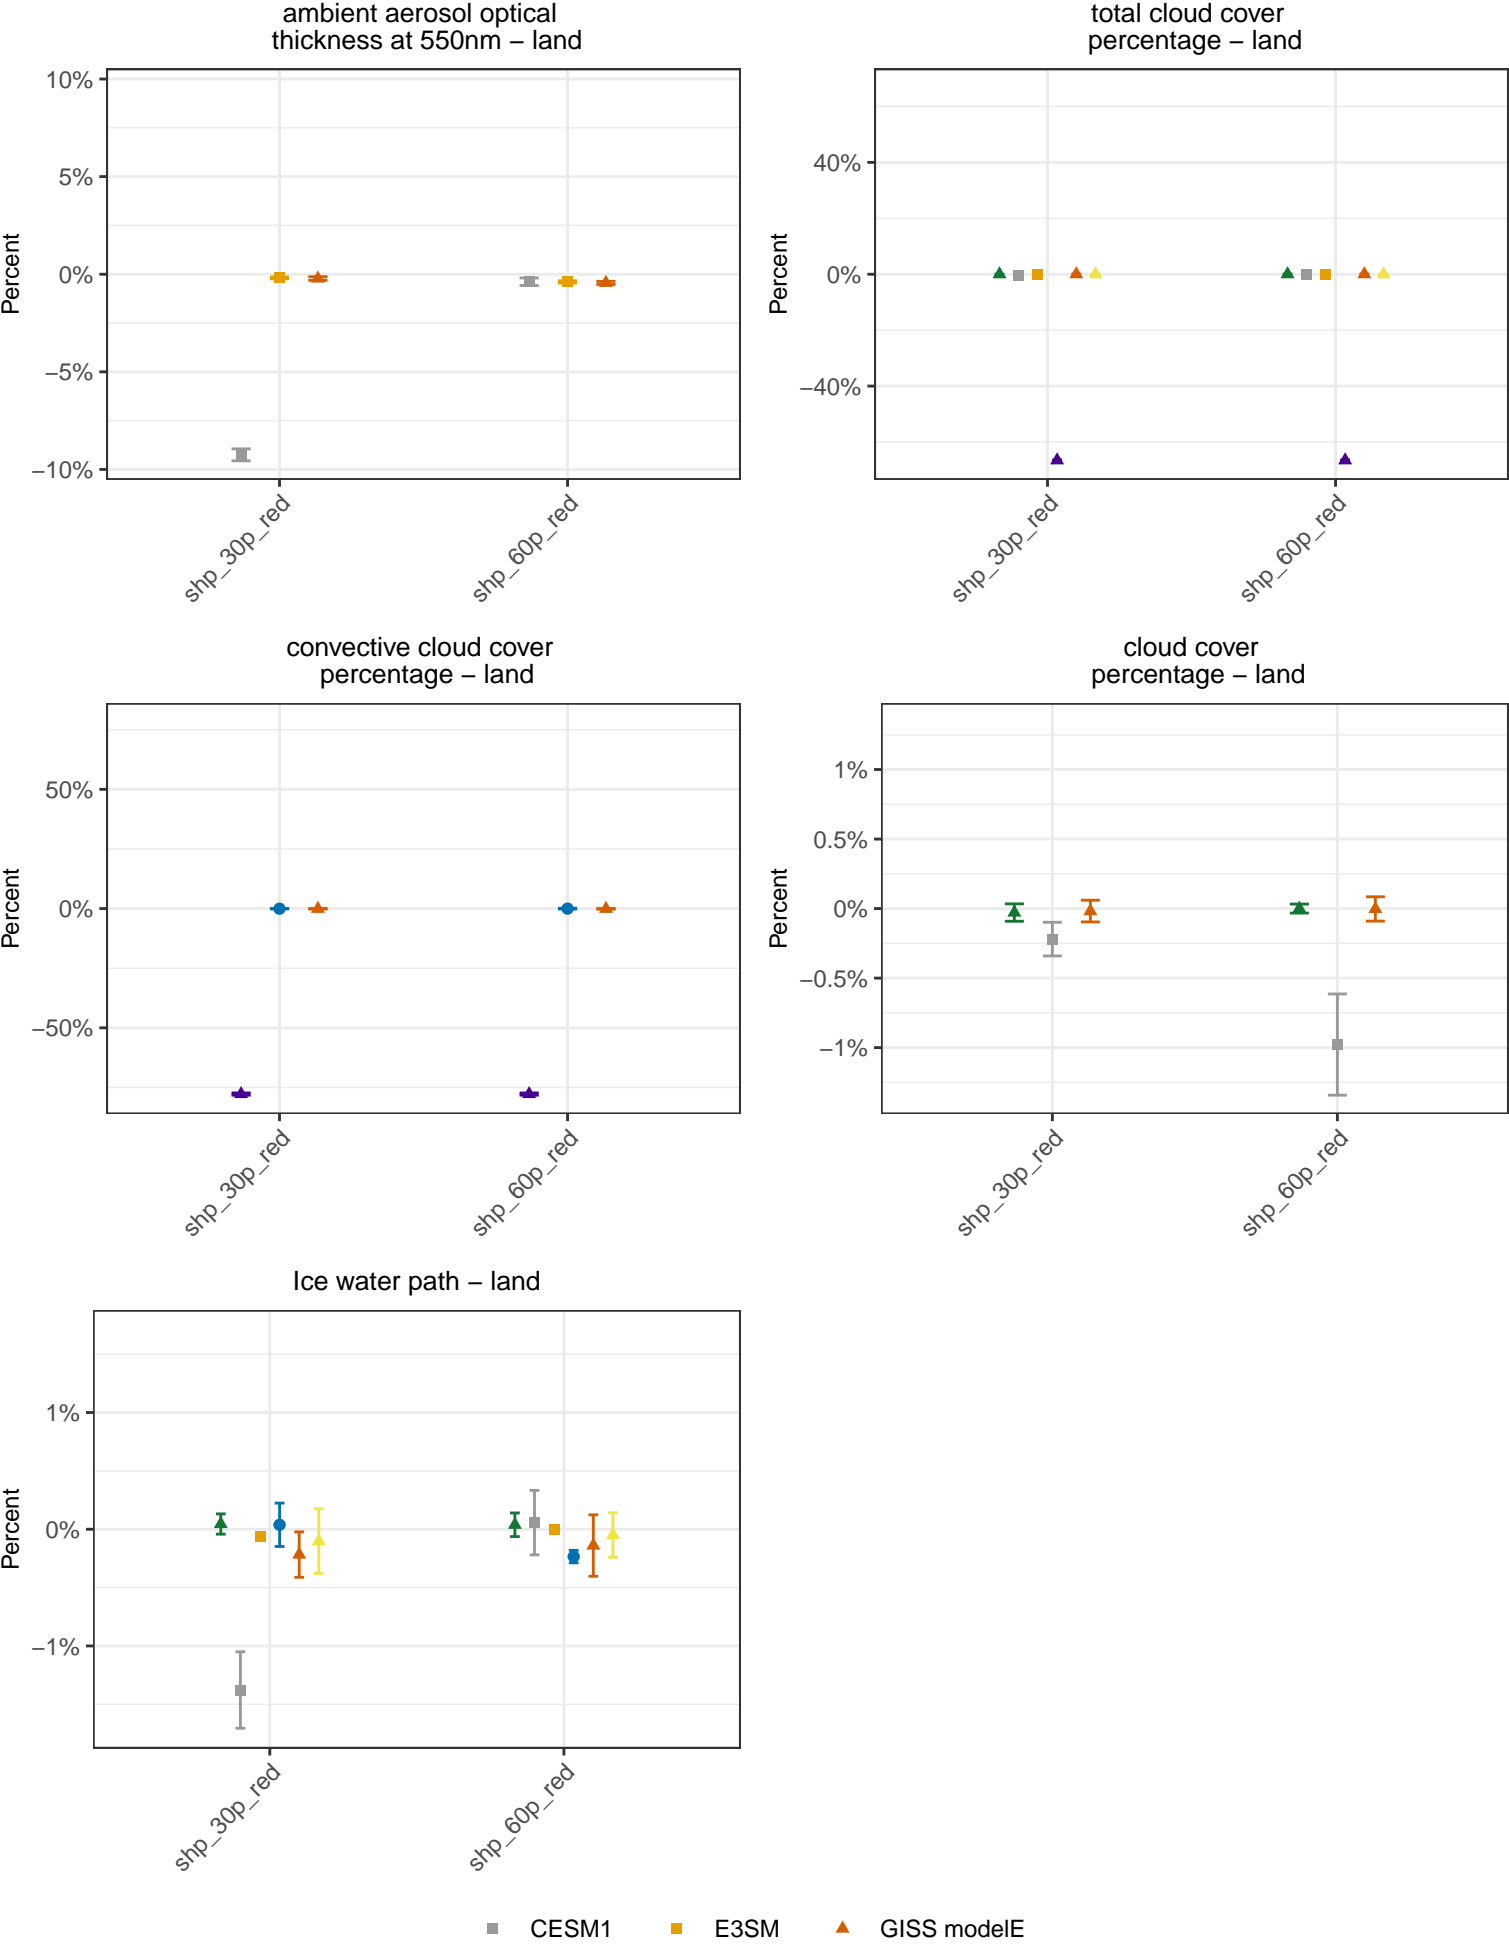 ambient aerosol optical
thickness at 550nm – land
10%
5%
0%
−5%
−10%
Percent
shp_30p_red
shp_60p_red
total cloud cover
percentage – land
40%
0%
−40%
Percent
shp_30p_red
shp_60p_red
convective cloud cover
percentage – land
50%
0%
−50%
Percent
shp_30p_red
shp_60p_red
cloud cover
percentage – land
1%
0.5%
0%
−0.5%
−1%
Percent
shp_30p_red
shp_60p_red
Ice water path – land
1%
0%
−1%
Percent
shp_30p_red
shp_60p_red
CESM1 E3SM GISS modelE